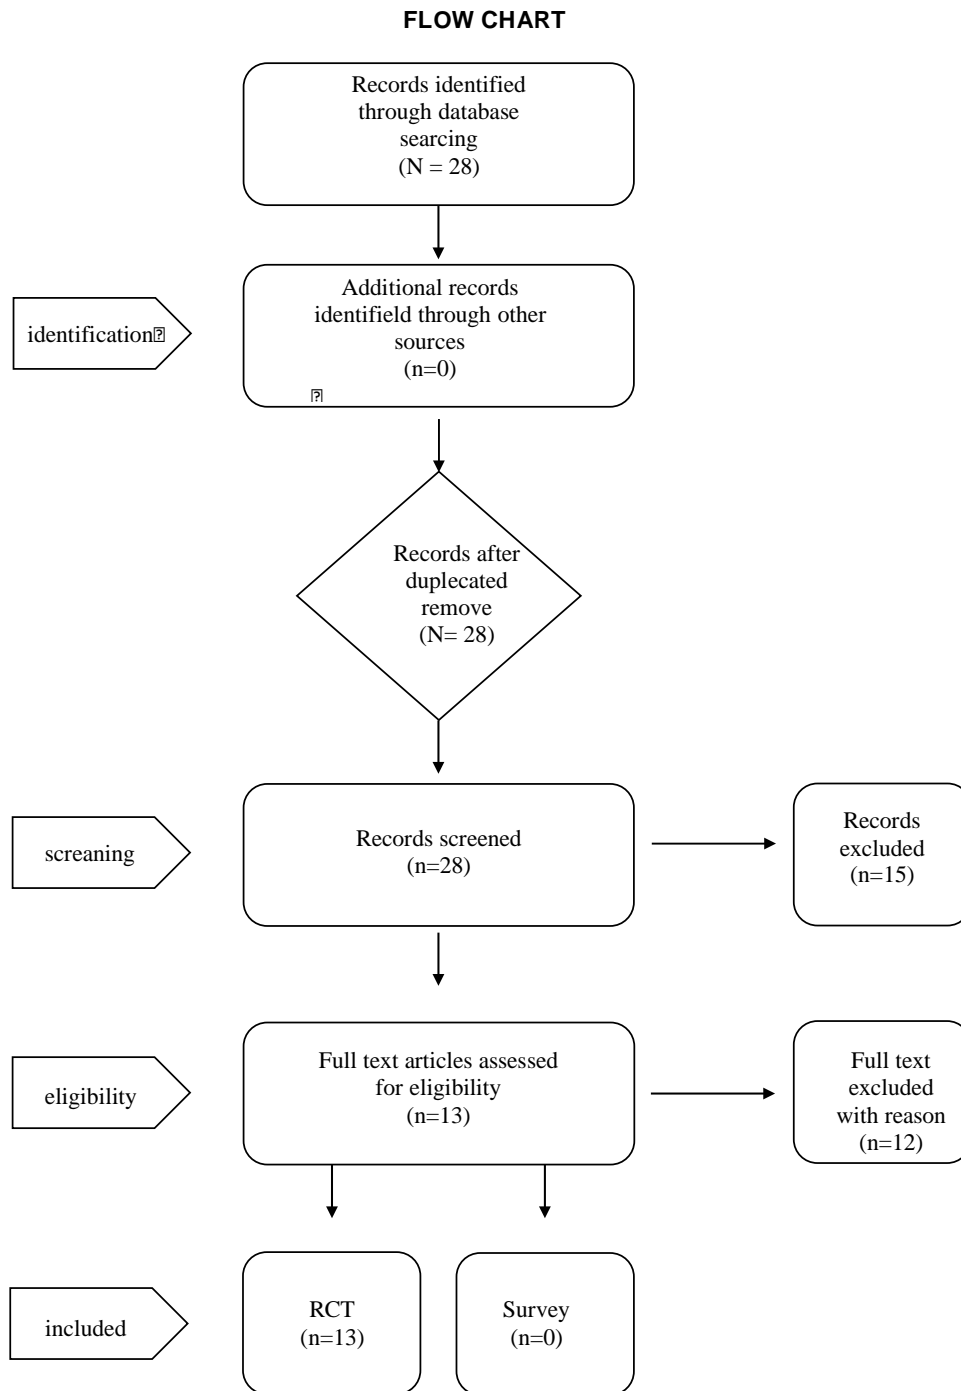 FLOW CHART
Records identified
through database
searcing
(N = 28)
Additional records
identifield through other
sources
(n=0)
identification
Records after
duplecated
remove
(N= 28)
screaning
Records screened
(n=28)
Records
excluded
(n=15)
eligibility
Full text articles assessed
for eligibility
(n=13)
Full text
excluded
with reason
(n=12)
included
RCT
(n=13)
Survey
(n=0)